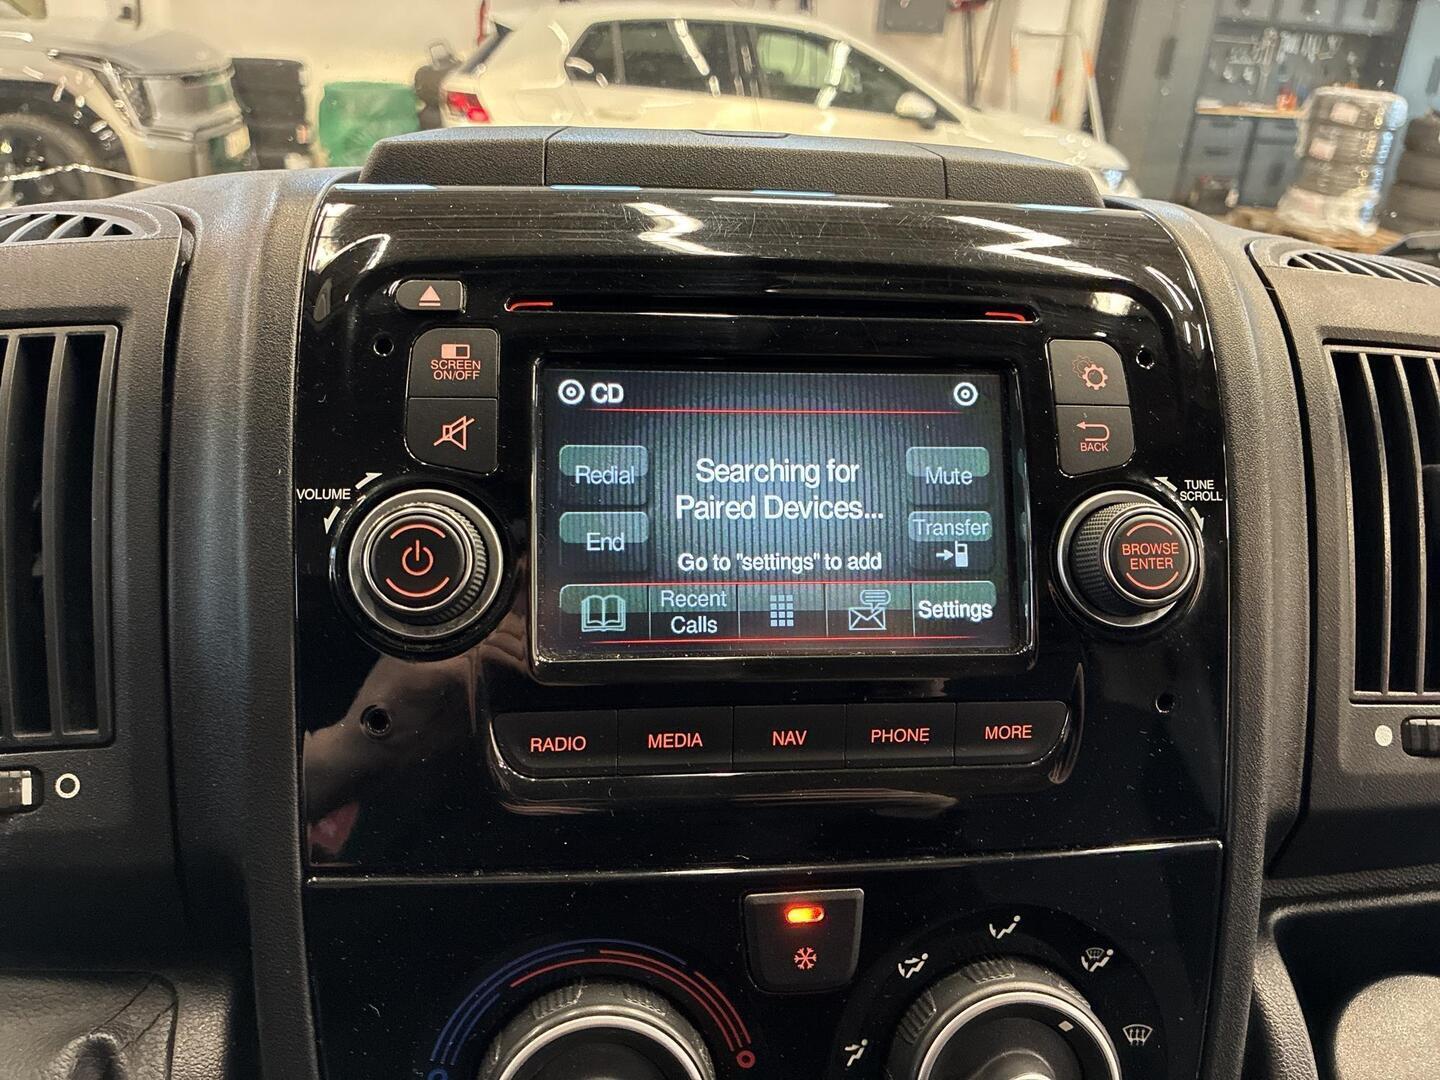 SCREEN
ON/OFF
BACK
VOLUME
TUNE
SCROLL
BROWSE
ENTER
CD
Redial
Searching for
Paired Devices...
Mute
End
Transfer
Go to "settings" to add
Recent
Calls
Settings
RADIO
MEDIA
NAV
PHONE
MORE